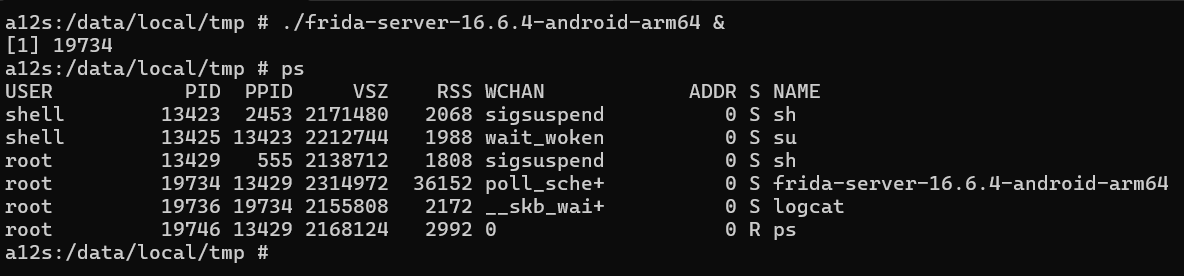 a12s:/data/local/tmp # ./frida-server-16.6.4-android-arm64 &
[1] 19734
a12s:/data/local/tmp # ps
USER           PID  PPID     VSZ    RSS WCHAN            ADDR S NAME
shell        13423  2453 2171480   2068 sigsuspend          0 S sh
shell        13425 13423 2212744   1988 wait_woken          0 S su
root         13429   555 2138712   1808 sigsuspend          0 S sh
root         19734 13429 2314972  36152 poll_sche+          0 S frida-server-16.6.4-android-arm64
root         19736 19734 2155808   2172 __skb_wai+          0 S logcat
root         19746 13429 2168124   2992 0                   0 R ps
a12s:/data/local/tmp #